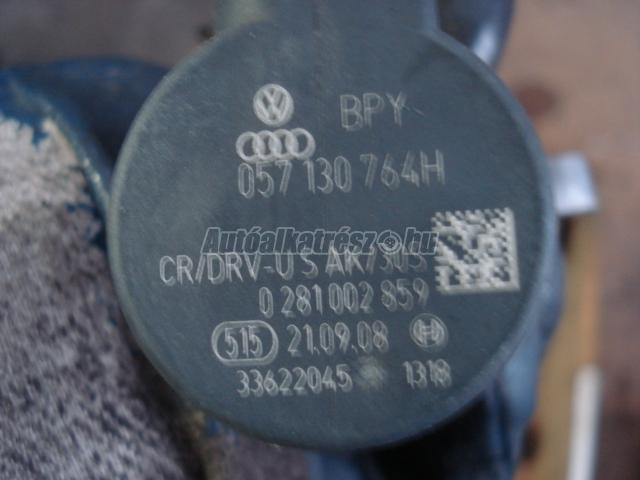 BPY
057 130 764H
Autóalkatrész.hu
CR/DRV-U S AK/
0 281 002 859
515 21.09.08
33622045 1318